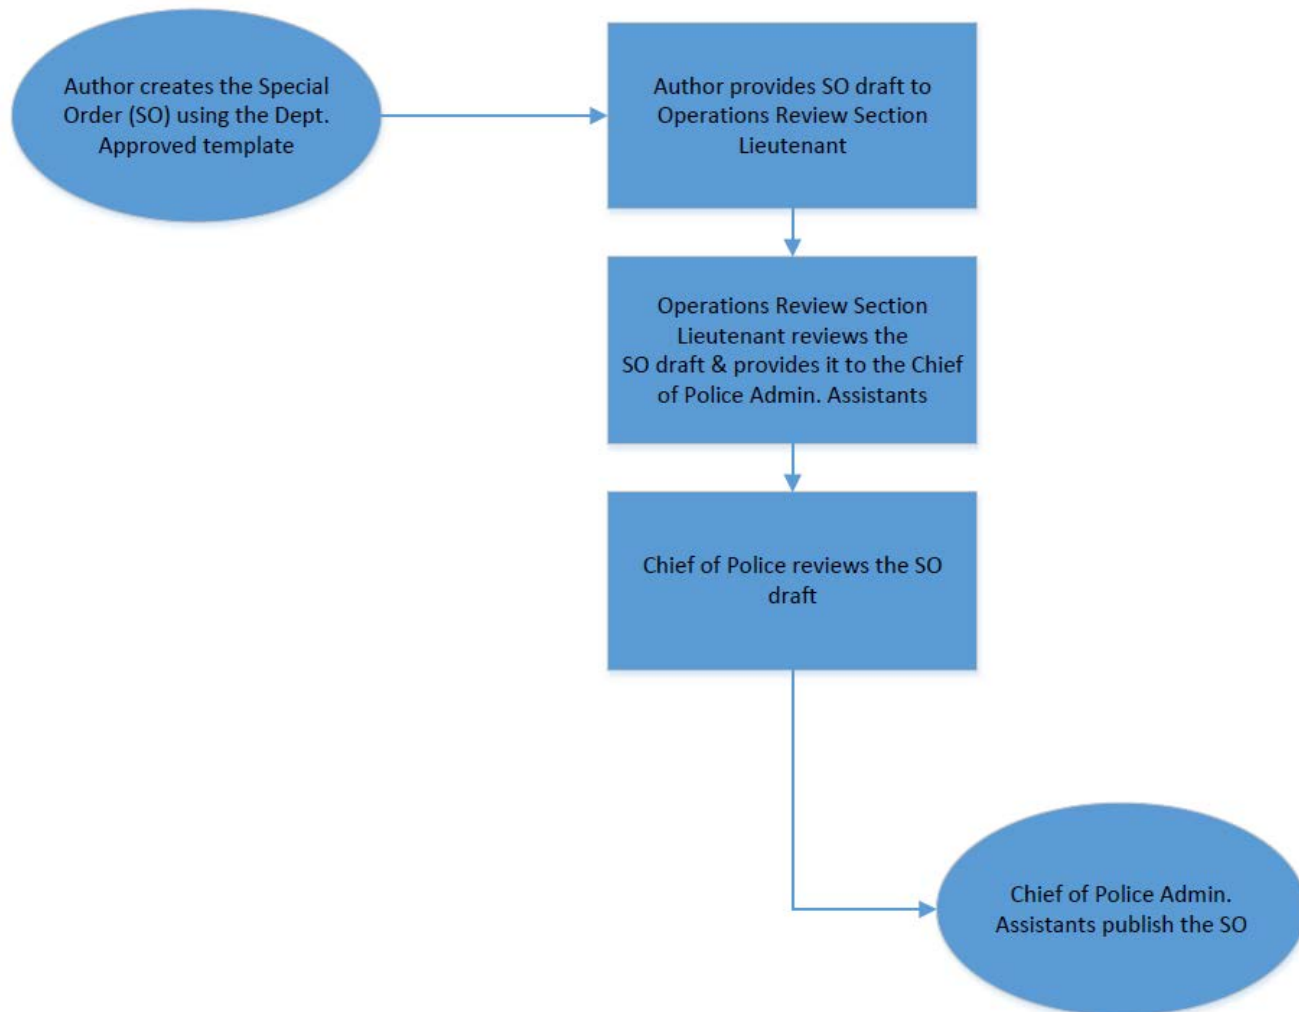 Author creates the Special
Order (SO) using the Dept.
Approved template
Author provides SO draft to
Operations Review Section
Lieutenant
Operations Review Section
Lieutenant reviews the
SO draft & provides it to the Chief
of Police Admin. Assistants
Chief of Police reviews the SO
draft
Chief of Police Admin.
Assistants publish the SO